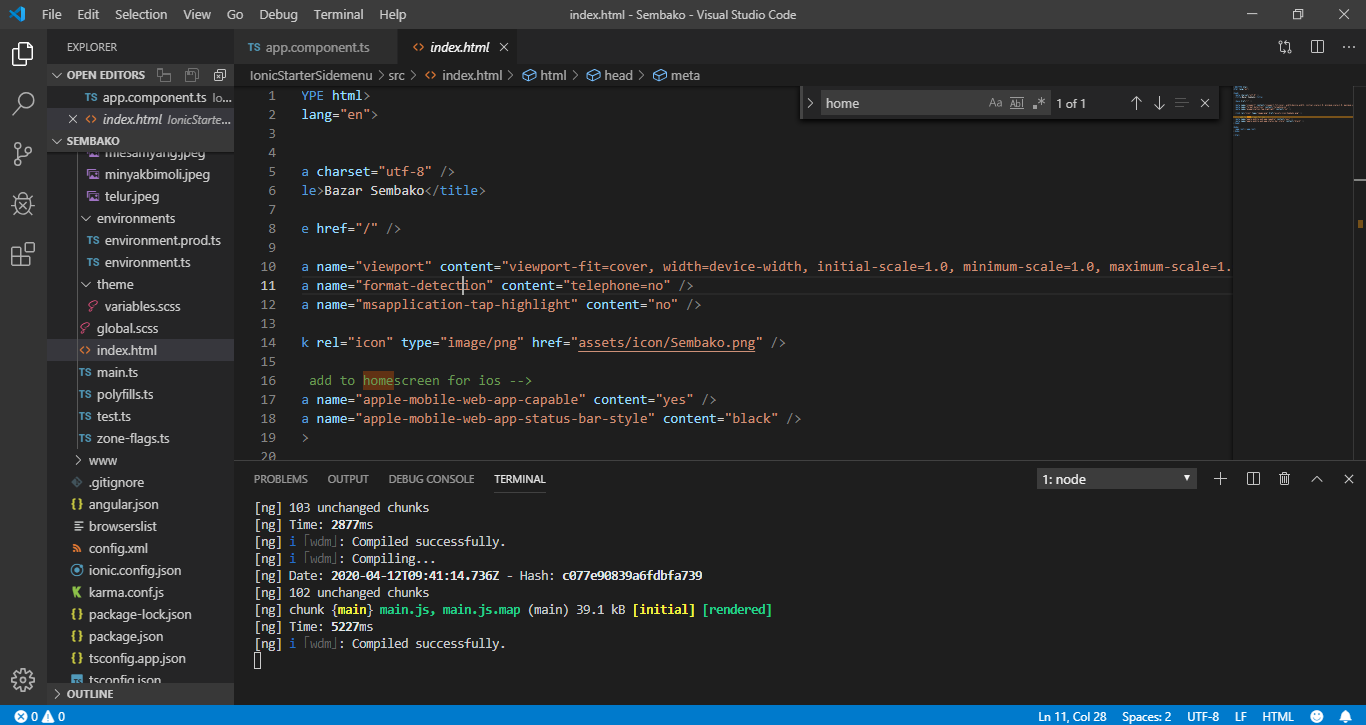 File Edit Selection View Go Debug Terminal Help index.html - Sembako - Visual Studio Code
EXPLORER
OPEN EDITORS
TS app.component.ts lo...
index.html IonicStarte...
SEMBAKO
miesamyang.jpeg
minyakbimoli.jpeg
telur.jpeg
environments
TS environment.prod.ts
TS environment.ts
theme
variables.scss
global.scss
<> index.html
TS main.ts
TS polyfills.ts
TS test.ts
TS zone-flags.ts
www
.gitignore
{} angular.json
browserslist
config.xml
ionic.config.json
karma.conf.js
{} package-lock.json
{} package.json
{} tsconfig.app.json
tsconfig.json
OUTLINE
TS app.component.ts <> index.html
IonicStarterSidemenu > src > <> index.html > html > head > meta
home Aa Abl .* 1 of 1
1 YPE html>
2 lang="en">
3
4
5 a charset="utf-8" />
6 le>Bazar Sembako</title>
7
8 e href="/" />
9
10 a name="viewport" content="viewport-fit=cover, width=device-width, initial-scale=1.0, minimum-scale=1.0, maximum-scale=1.
11 a name="format-detection" content="telephone=no" />
12 a name="msapplication-tap-highlight" content="no" />
13
14 k rel="icon" type="image/png" href="assets/icon/Sembako.png" />
15
16 add to homescreen for ios -->
17 a name="apple-mobile-web-app-capable" content="yes" />
18 a name="apple-mobile-web-app-status-bar-style" content="black" />
19 >
20
PROBLEMS OUTPUT DEBUG CONSOLE TERMINAL 1: node
[ng] 103 unchanged chunks
[ng] Time: 2877ms
[ng] i ｢wdm｣: Compiled successfully.
[ng] i ｢wdm｣: Compiling...
[ng] Date: 2020-04-12T09:41:14.736Z - Hash: c077e90839a6fdbfa739
[ng] 102 unchanged chunks
[ng] chunk {main} main.js, main.js.map (main) 39.1 kB [initial] [rendered]
[ng] Time: 5227ms
[ng] i ｢wdm｣: Compiled successfully.
0 0 Ln 11, Col 28 Spaces: 2 UTF-8 LF HTML